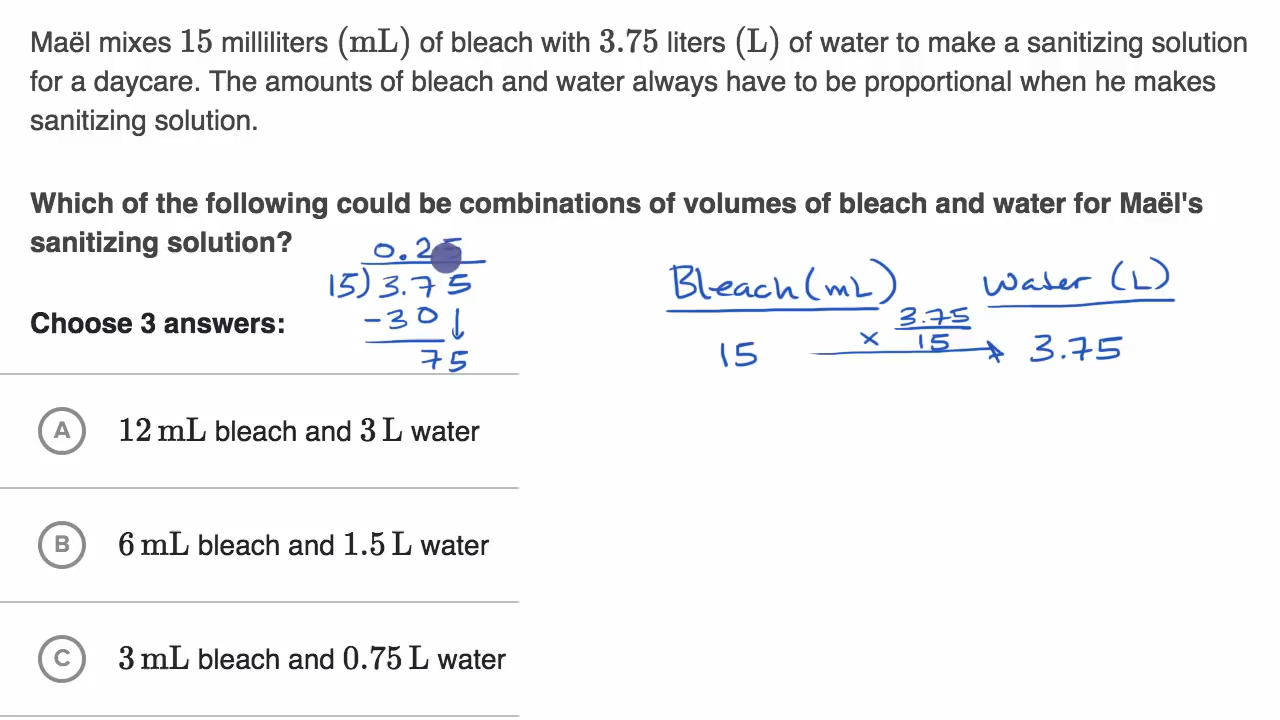 Maël mixes 15 milliliters (mL) of bleach with 3.75 liters (L) of water to make a sanitizing solution
for a daycare. The amounts of bleach and water always have to be proportional when he makes
sanitizing solution.
Which of the following could be combinations of volumes of bleach and water for Maël's
sanitizing solution?
0.25
15) 3.75
-30↓
75
Bleach (mL) Water (L)
15 × 3.75/15 → 3.75
Choose 3 answers:
A 12 mL bleach and 3 L water
B 6 mL bleach and 1.5 L water
C 3 mL bleach and 0.75 L water